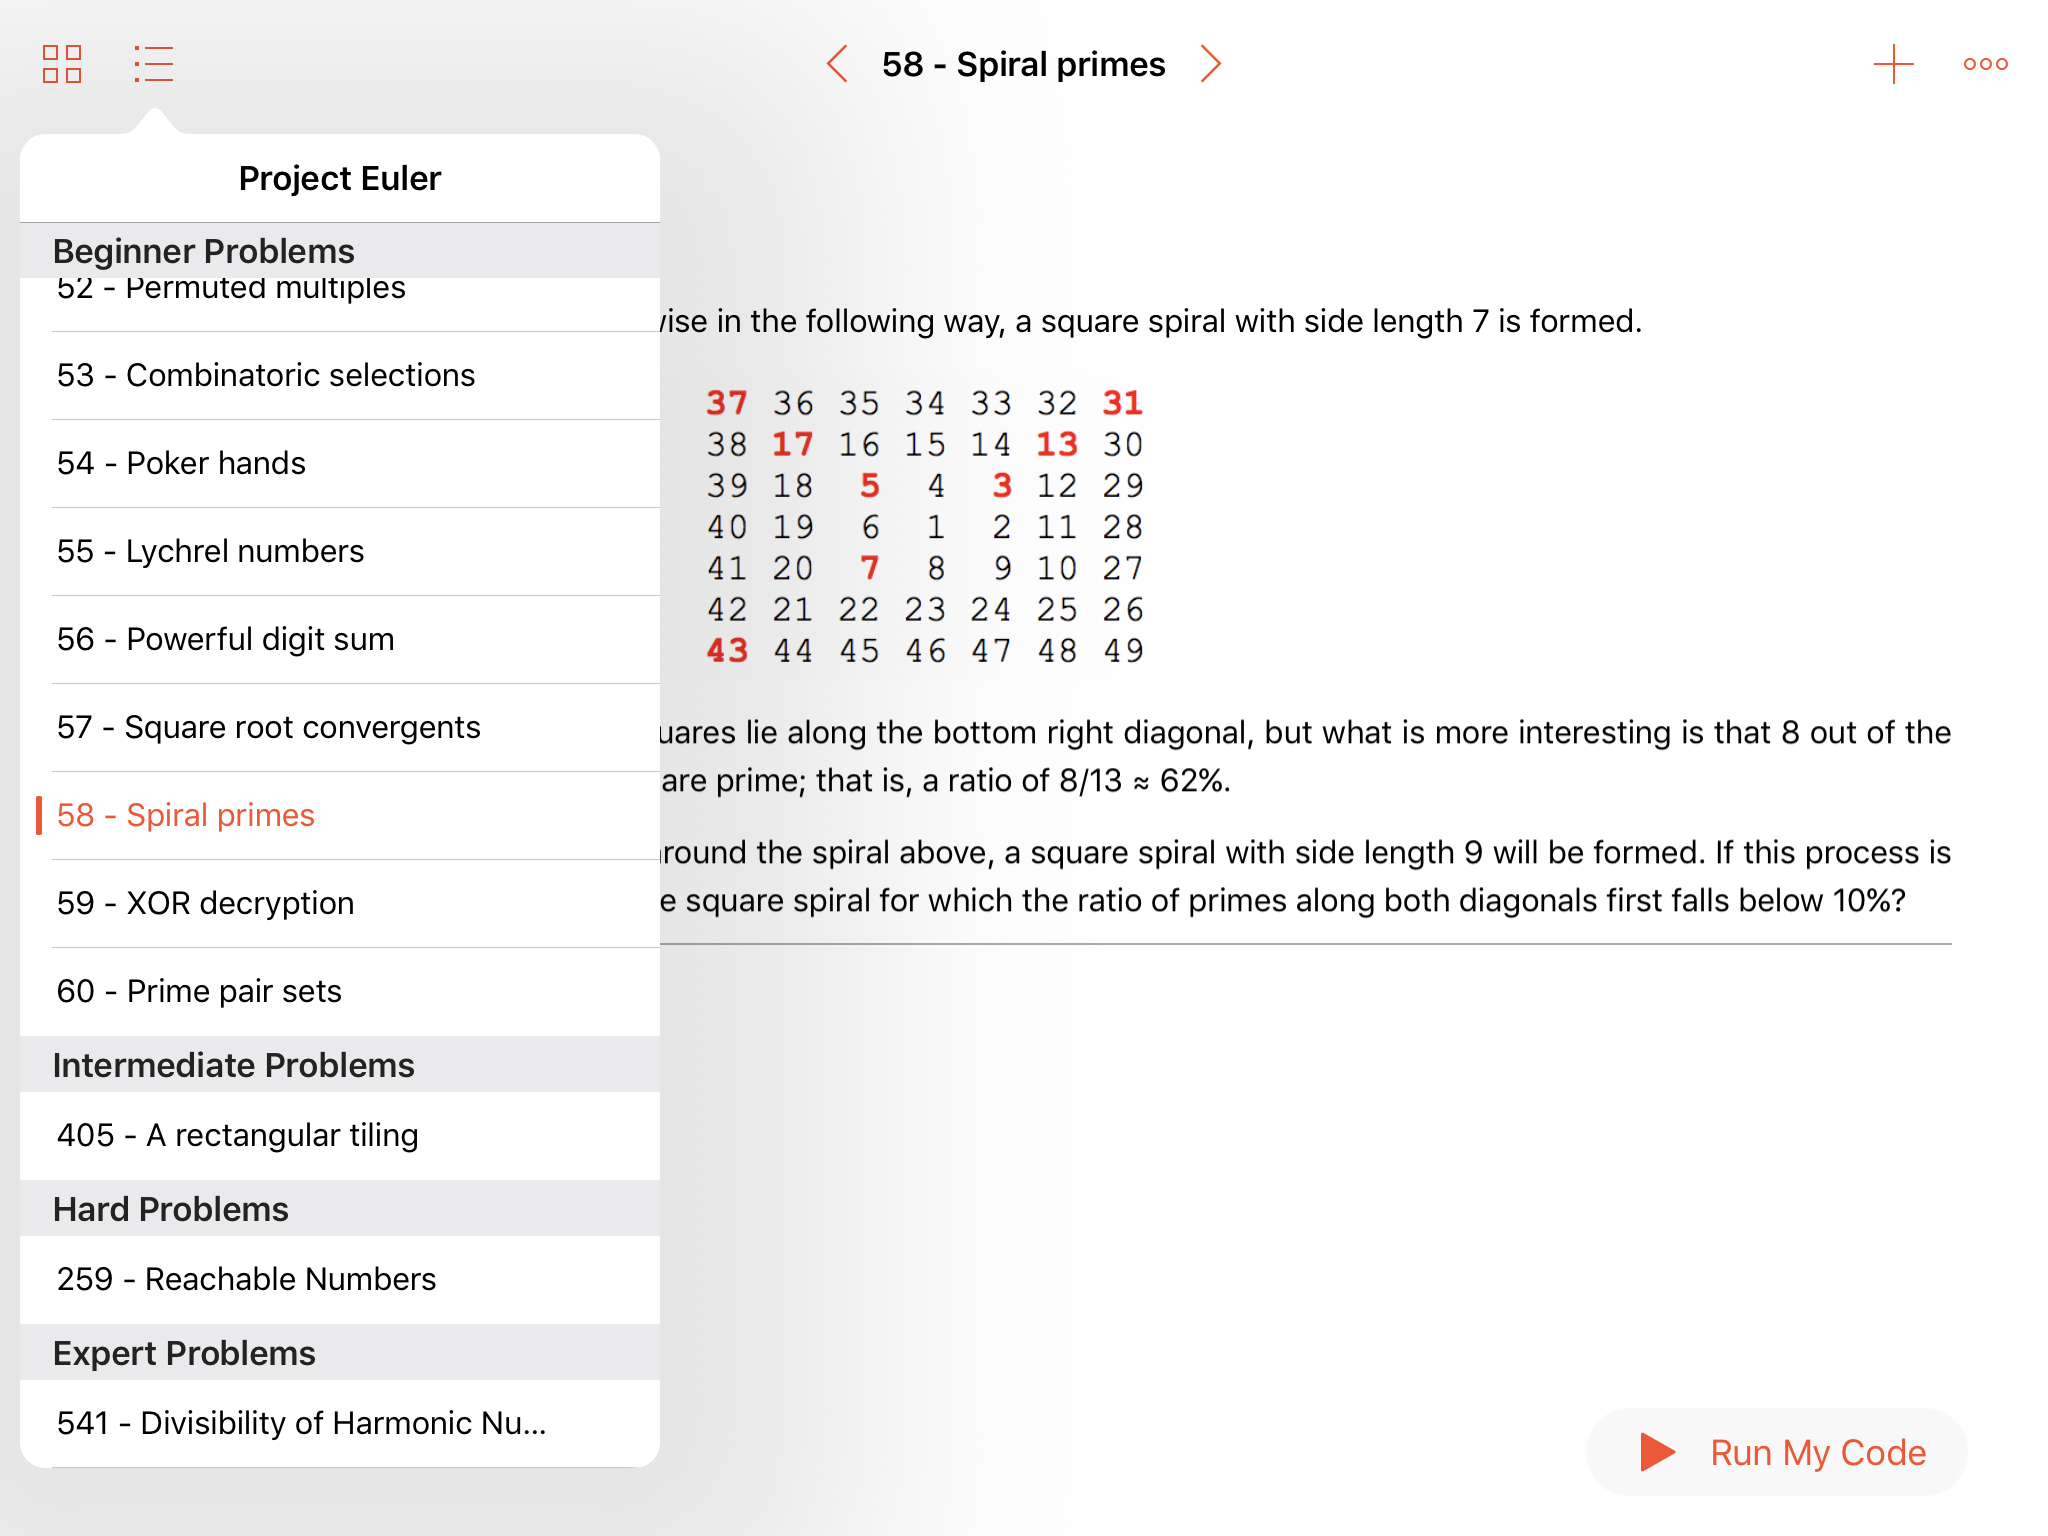 58 - Spiral primes
Project Euler
Beginner Problems
52 - Permuted multiples
53 - Combinatoric selections
54 - Poker hands
55 - Lychrel numbers
56 - Powerful digit sum
57 - Square root convergents
58 - Spiral primes
59 - XOR decryption
60 - Prime pair sets
Intermediate Problems
405 - A rectangular tiling
Hard Problems
259 - Reachable Numbers
Expert Problems
541 - Divisibility of Harmonic Nu...
in the following way, a square spiral with side length 7 is formed.
37 36 35 34 33 32 31
38 17 16 15 14 13 30
39 18 5 4 3 12 29
40 19 6 1 2 11 28
41 20 7 8 9 10 27
42 21 22 23 24 25 26
43 44 45 46 47 48 49
lie along the bottom right diagonal, but what is more interesting is that 8 out of the
are prime; that is, a ratio of 8/13 ≈ 62%.
the spiral above, a square spiral with side length 9 will be formed. If this process is
square spiral for which the ratio of primes along both diagonals first falls below 10%?
Run My Code